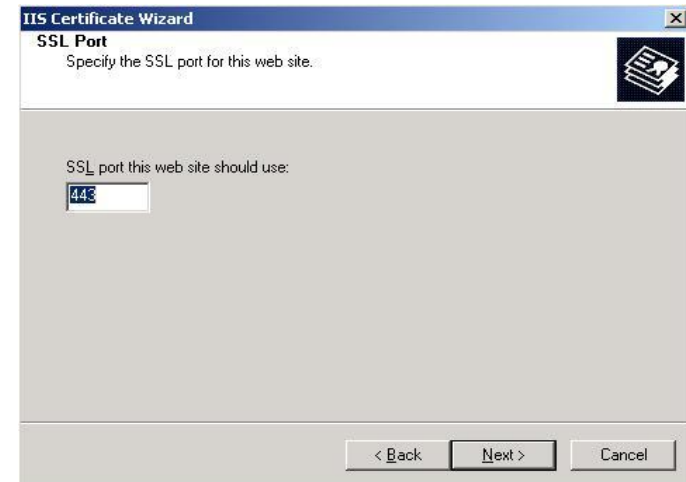 IIS Certificate Wizard
SSL Port
Specify the SSL port for this web site.
SSL port this web site should use:
443
< Back Next > Cancel